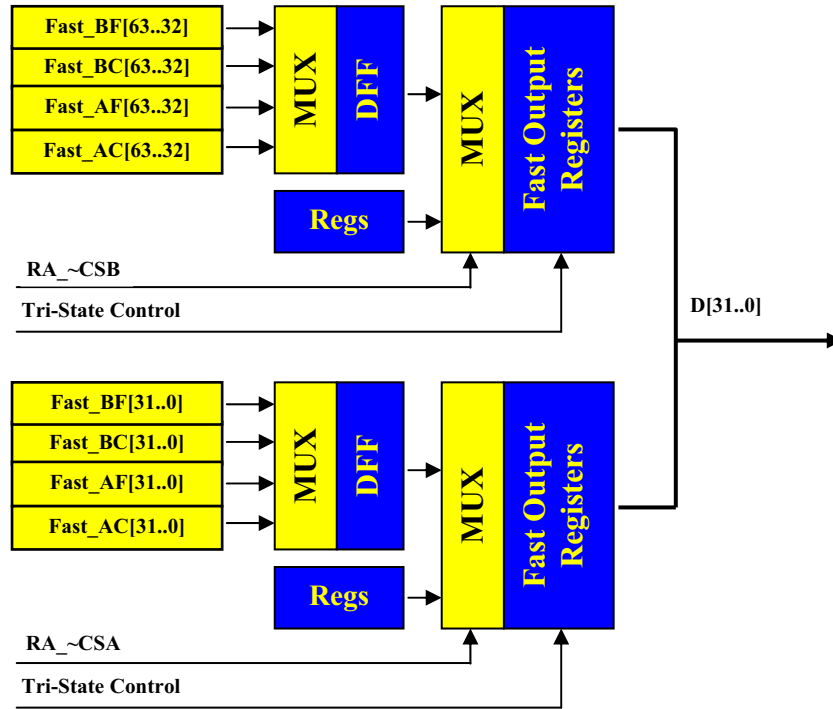 Fast_BF[63..32]
Fast_BC[63..32]
Fast_AF[63..32]
Fast_AC[63..32]
MUX
DFF
MUX
Fast Output
Registers
Regs
RA_~CSB
Tri-State Control
D[31..0]
Fast_BF[31..0]
Fast_BC[31..0]
Fast_AF[31..0]
Fast_AC[31..0]
MUX
DFF
MUX
Fast Output
Registers
Regs
RA_~CSA
Tri-State Control